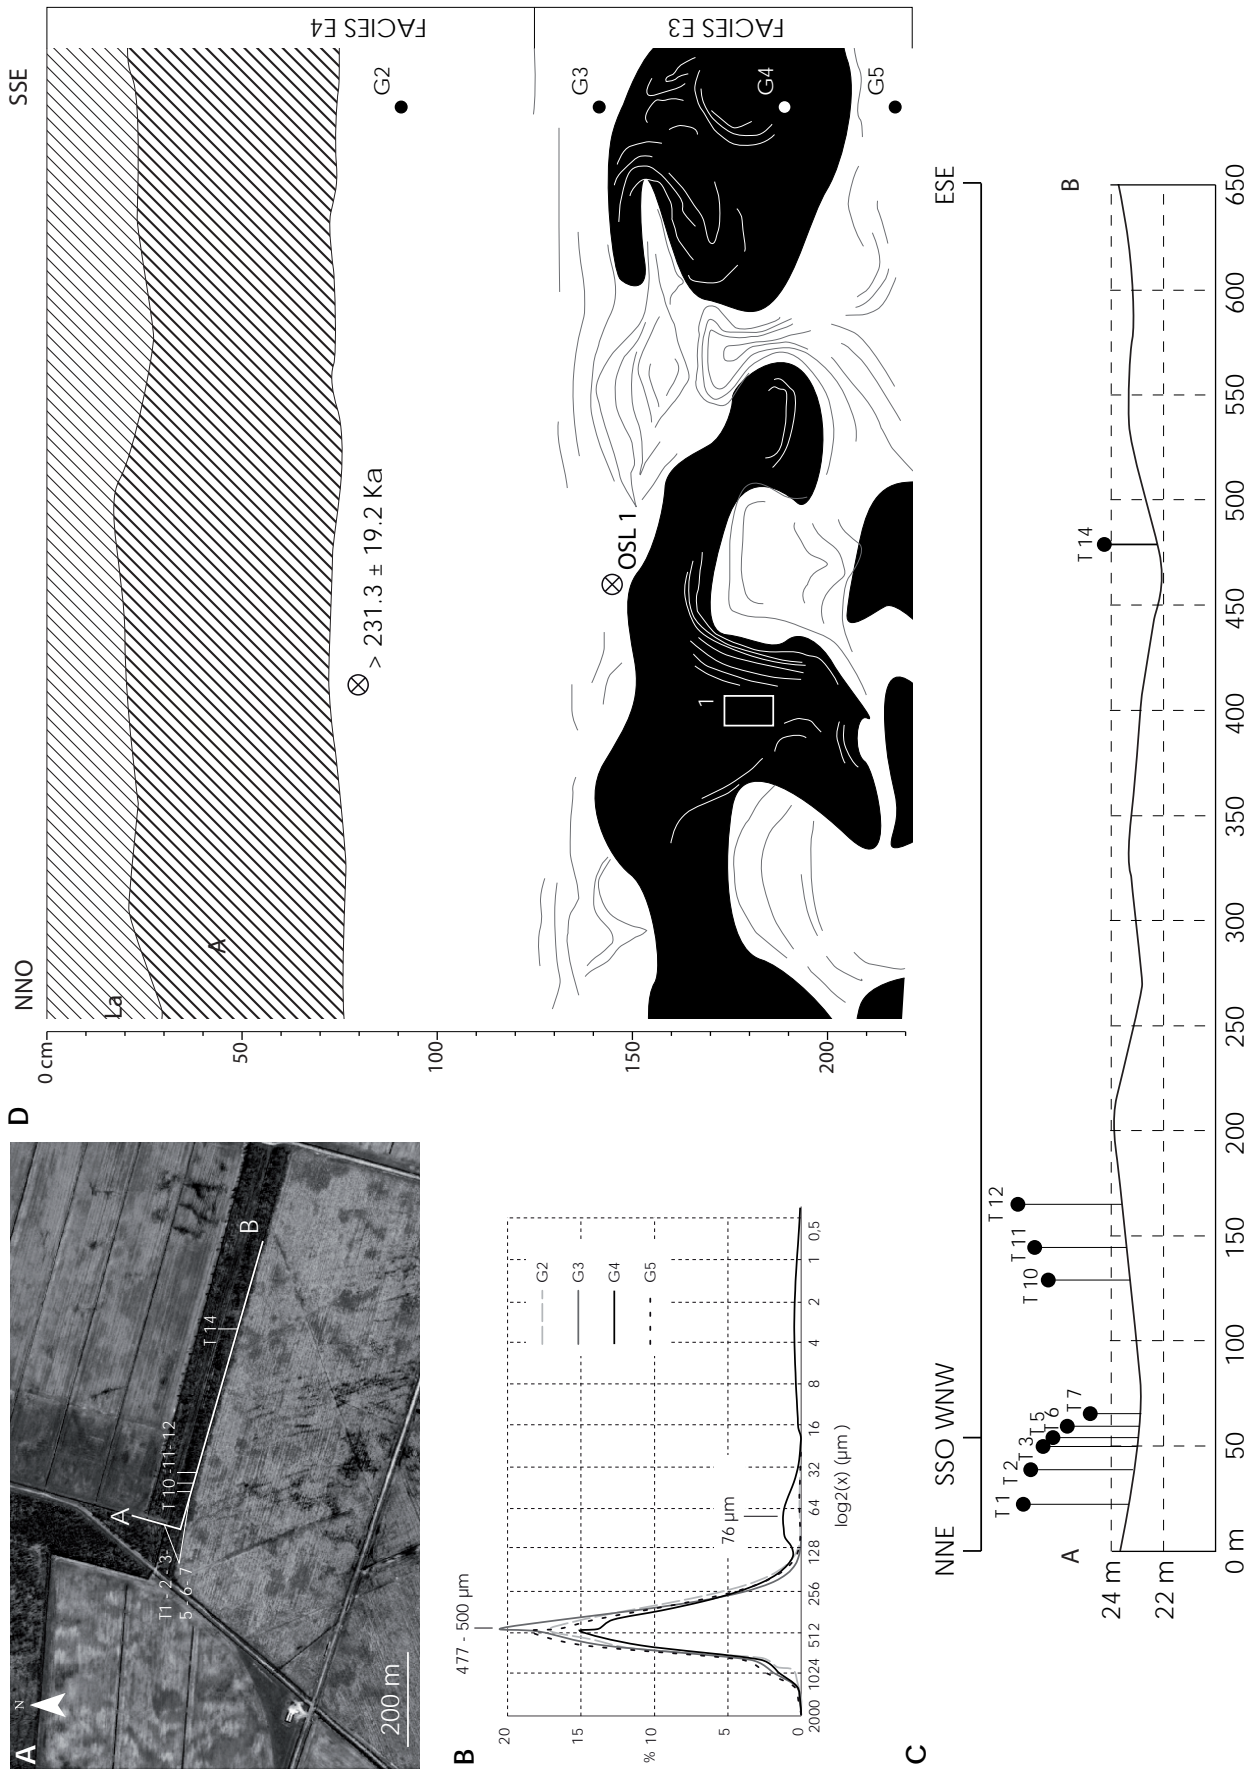 A
N
A
B
T1 - 2 - 3-
5 - 6- 7
T 10 -11- 12
T 14
200 m
B
477 - 500 µm
76 µm
G2
G3
G4
G5
20
15
% 10
5
0
2000 1024 512 256 128 64 32 16 8 4 2 1 0,5
log2(x) (µm)
C
NNE
SSO WNW
ESE
T 1
T 2
T 3
T 5
T 6
T 7
T 10
T 11
T 12
T 14
A
B
24 m
22 m
0 m 50 100 150 200 250 300 350 400 450 500 550 600 650
D
NNO
SSE
0 cm
50
100
150
200
La
A
> 231.3 ± 19.2 Ka
OSL 1
1
G2
G3
G4
G5
FACIES E4
FACIES E3